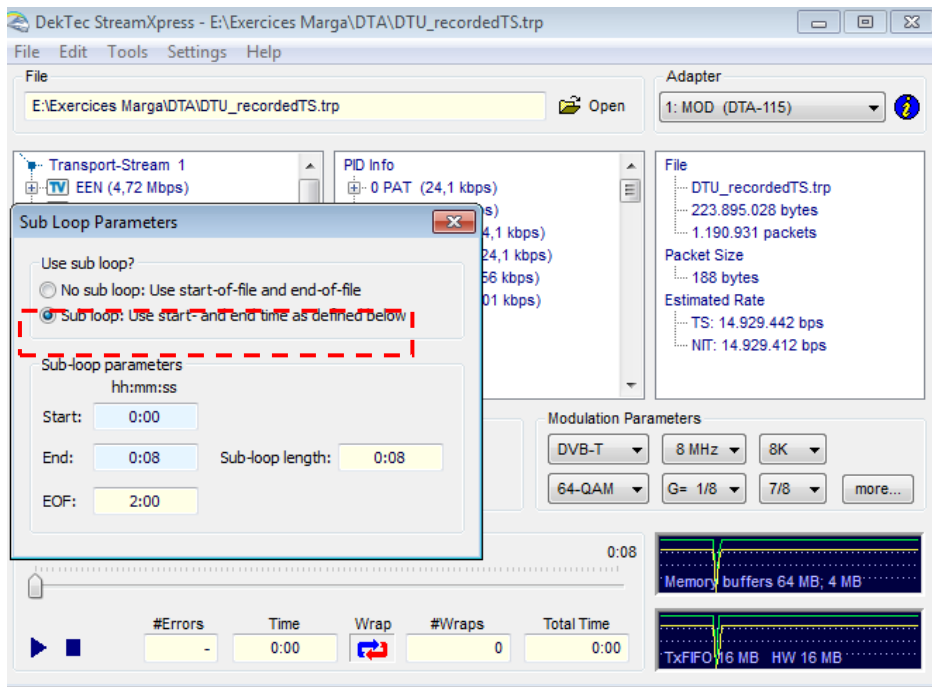 DekTec StreamXpress - E:\Exercices Marga\DTA\DTU_recordedTS.trp
File Edit Tools Settings Help
File
E:\Exercices Marga\DTA\DTU_recordedTS.trp
Open
Adapter
1: MOD (DTA-115)
Transport-Stream 1
TV EEN (4,72 Mbps)
PID Info
0 PAT (24,1 kbps)
s)
4,1 kbps)
24,1 kbps)
56 kbps)
01 kbps)
File
DTU_recordedTS.trp
223.895.028 bytes
1.190.931 packets
Packet Size
188 bytes
Estimated Rate
TS: 14.929.442 bps
NIT: 14.929.412 bps
Sub Loop Parameters
Use sub loop?
No sub loop: Use start-of-file and end-of-file
Sub loop: Use start- and end time as defined below
Sub-loop parameters
hh:mm:ss
Start: 0:00
End: 0:08 Sub-loop length: 0:08
EOF: 2:00
Modulation Parameters
DVB-T 8 MHz 8K
64-QAM G= 1/8 7/8 more...
0:08
Memory buffers 64 MB; 4 MB
#Errors Time Wrap #Wraps Total Time
- 0:00 0 0:00
TxFIFO 16 MB HW 16 MB